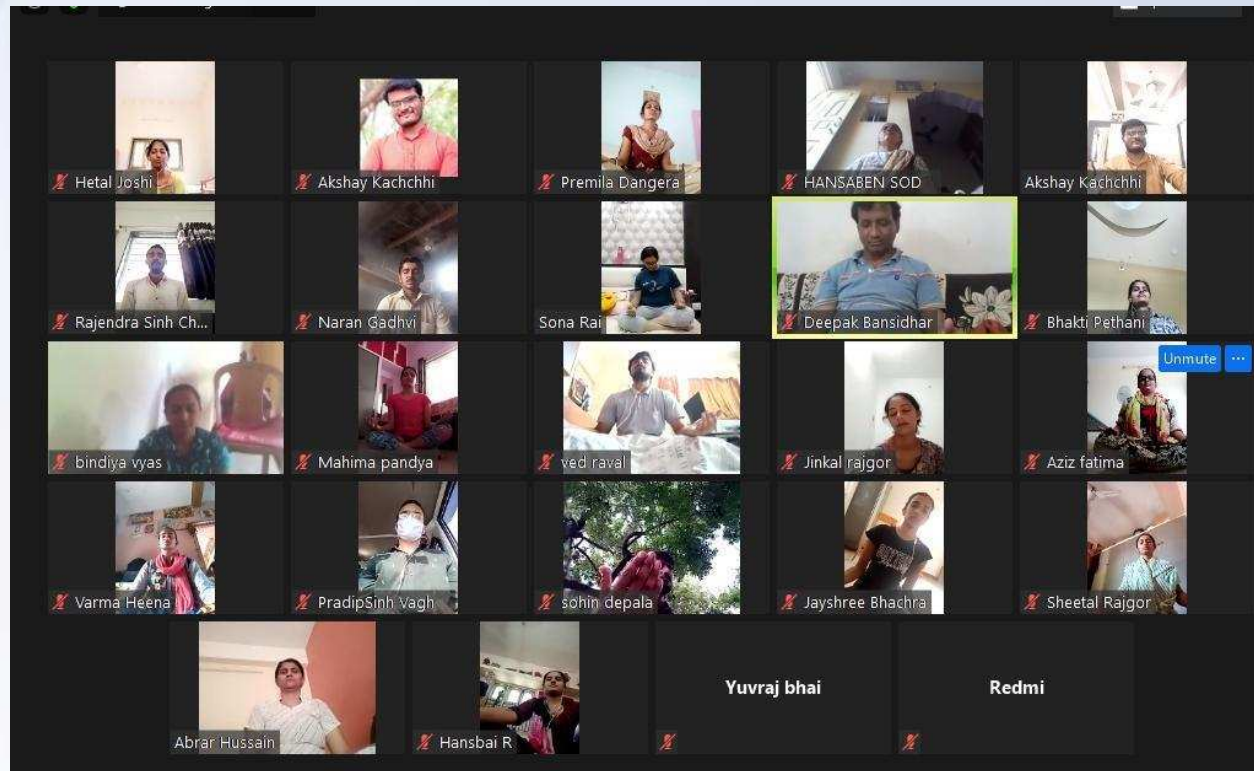 Hetal Joshi
Akshay Kachchhi
Premila Dangera
HANSABEN SOD
Akshay Kachchhi
Rajendra Sinh Ch...
Naran Gadhvi
Sona Rai
Deepak Bansidhar
Bhakti Pethani
Unmute ...
bindiya vyas
Mahima pandya
ved raval
Jinkal rajgor
Aziz fatima
Varma Heena
PradipSinh Vagh
sohin depala
Jayshree Bhachra
Sheetal Rajgor
Yuvraj bhai
Redmi
Abrar Hussain
Hansbai R